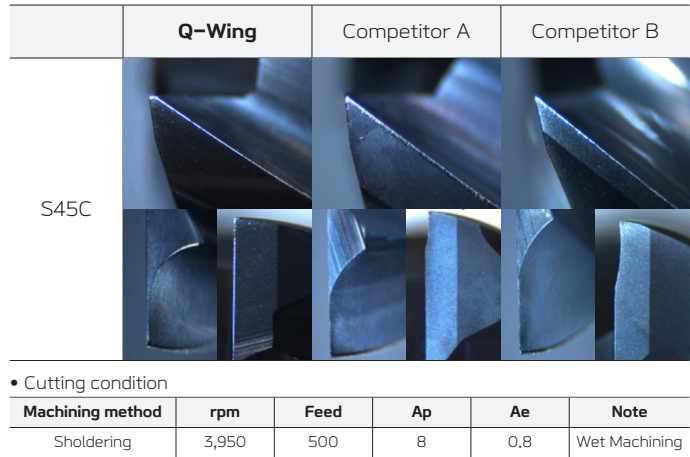 Q-Wing Competitor A Competitor B
S45C
• Cutting condition
Machining method rpm Feed Ap Ae Note
Sholdering 3,950 500 8 0.8 Wet Machining